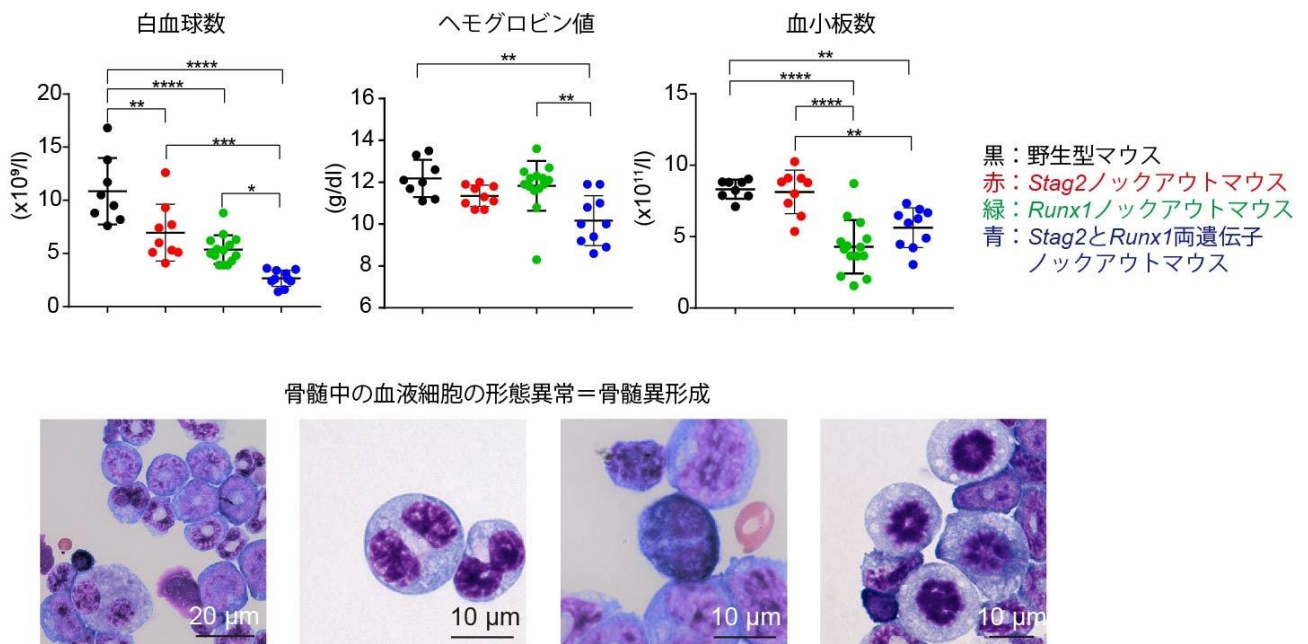 白血球数
****
****
**
***
*
20
15
10
5
0
(x10⁹/l)
ヘモグロビン値
**
**
16
14
12
10
8
6
(g/dl)
血小板数
**
****
****
**
15
10
5
0
(x10¹¹/l)
黒：野生型マウス
赤：Stag2ノックアウトマウス
緑：Runx1ノックアウトマウス
青：Stag2とRunx1両遺伝子
ノックアウトマウス
骨髄中の血液細胞の形態異常＝骨髄異形成
20 μm
10 μm
10 μm
10 μm